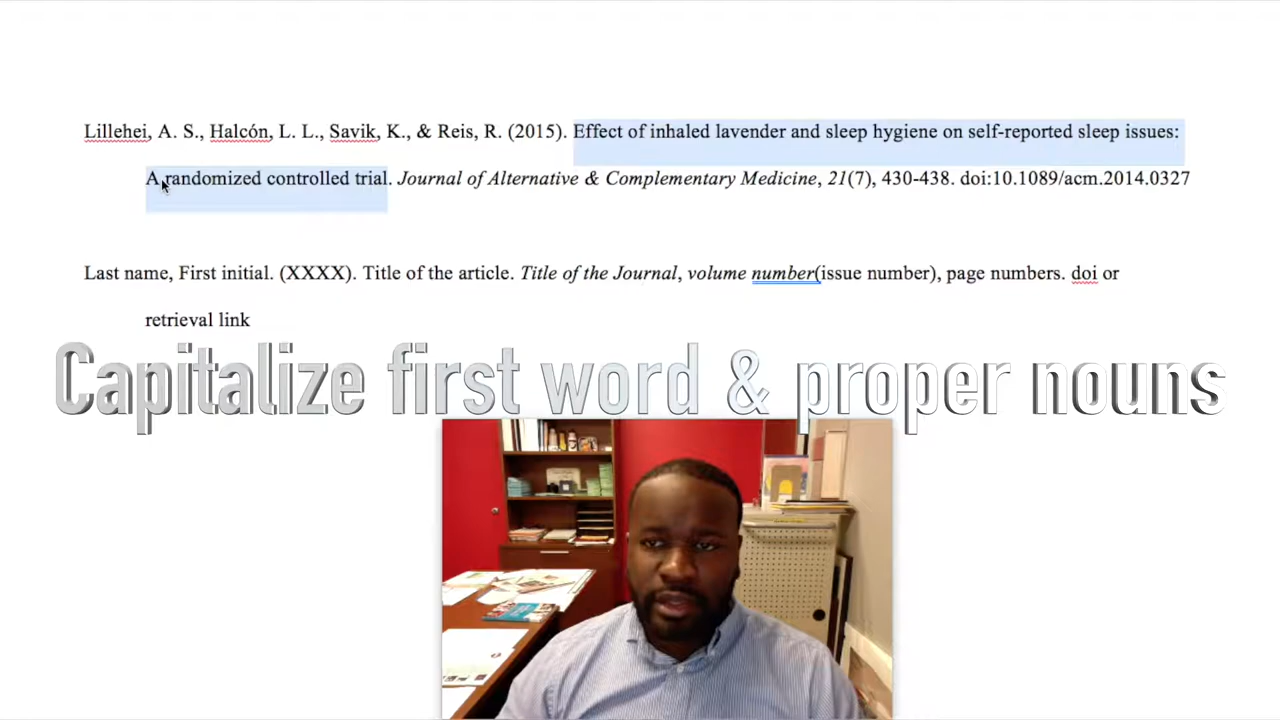 Lillehei, A. S., Halcón, L. L., Savik, K., & Reis, R. (2015). Effect of inhaled lavender and sleep hygiene on self-reported sleep issues:
A randomized controlled trial. Journal of Alternative & Complementary Medicine, 21(7), 430-438. doi:10.1089/acm.2014.0327
Last name, First initial. (XXXX). Title of the article. Title of the Journal, volume number(issue number), page numbers. doi or
retrieval link
Capitalize first word & proper nouns